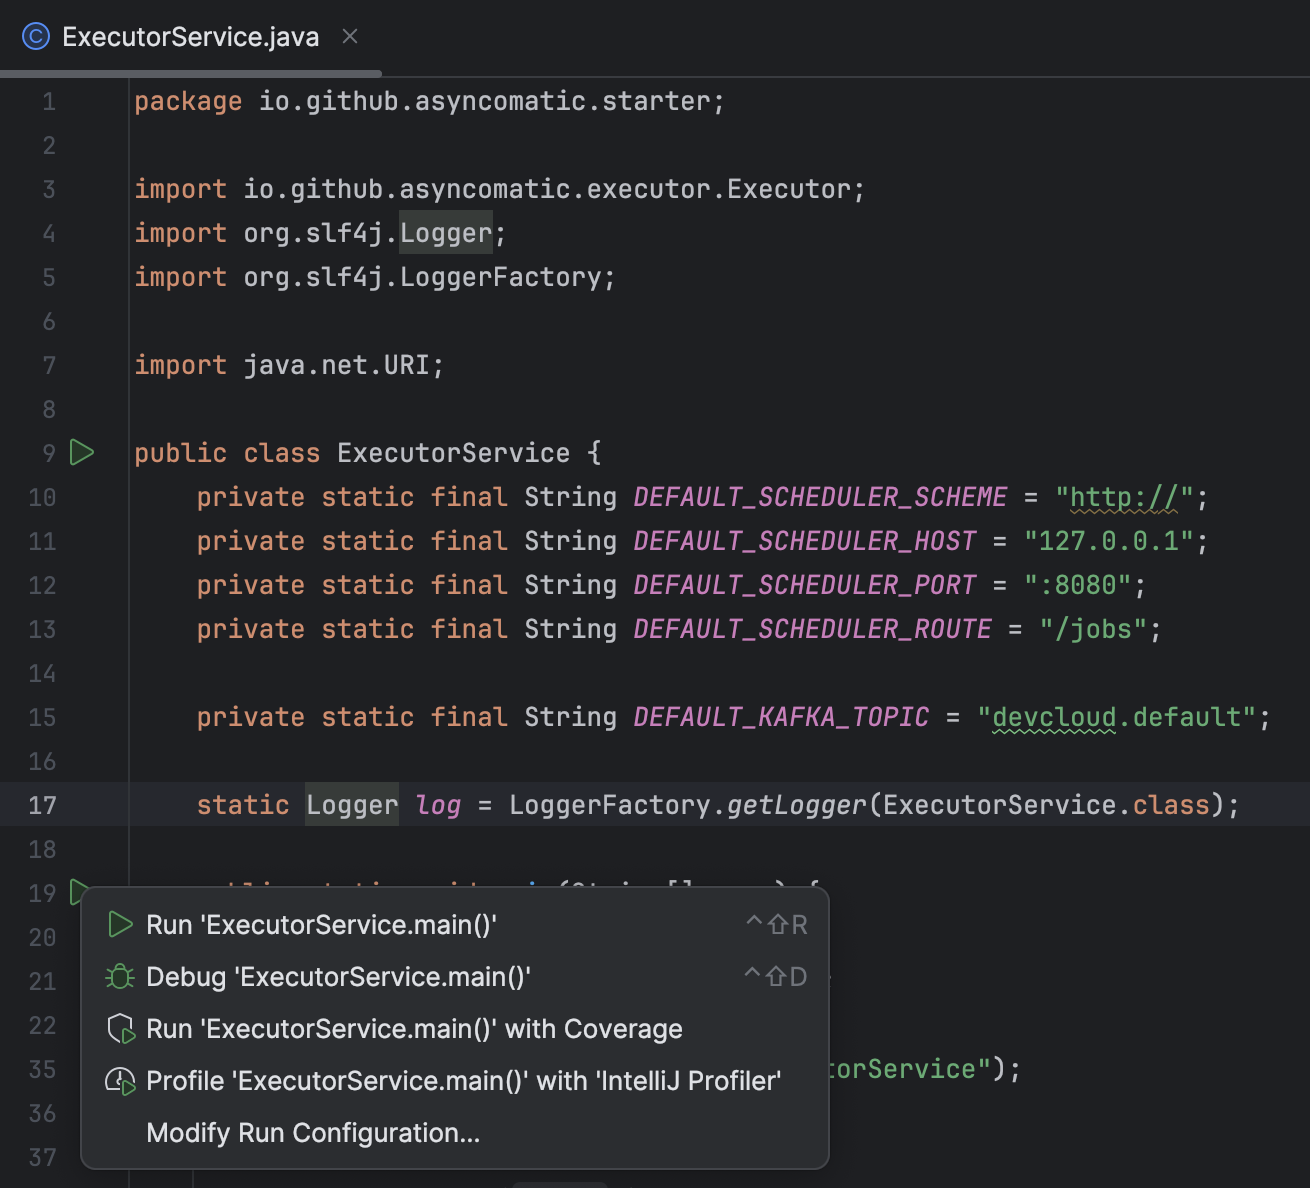 ExecutorService.java
1 package io.github.asyncomatic.starter;
2
3 import io.github.asyncomatic.executor.Executor;
4 import org.slf4j.Logger;
5 import org.slf4j.LoggerFactory;
6
7 import java.net.URI;
8
9 public class ExecutorService {
10 private static final String DEFAULT_SCHEDULER_SCHEME = "http://";
11 private static final String DEFAULT_SCHEDULER_HOST = "127.0.0.1";
12 private static final String DEFAULT_SCHEDULER_PORT = ":8080";
13 private static final String DEFAULT_SCHEDULER_ROUTE = "/jobs";
14
15 private static final String DEFAULT_KAFKA_TOPIC = "devcloud.default";
16
17 static Logger log = LoggerFactory.getLogger(ExecutorService.class);
18
19
Run 'ExecutorService.main()' ^⇧R
20
Debug 'ExecutorService.main()' ^⇧D
21
22
Run 'ExecutorService.main()' with Coverage
35 torService");
Profile 'ExecutorService.main()' with 'IntelliJ Profiler'
36
Modify Run Configuration...
37